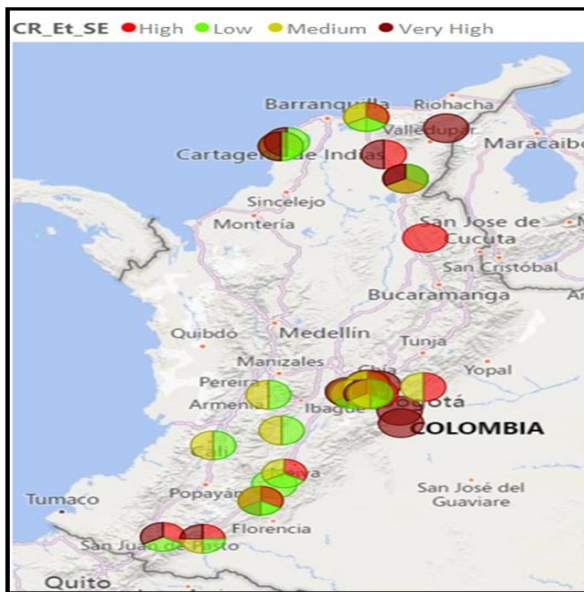 CR_Et_SE High Low Medium Very High
Barranquilla
Riohacha
Valledupar
Maracaibo
Cartagena de Indias
Sincelejo
Montería
San Jose de
Cucuta
San Cristóbal
Bucaramanga
Medellín
Quibdó
Tunja
Manizales
Chía
Yopal
Pereira
Armenia
Ibagué
Bogotá
COLOMBIA
Cali
Neiva
Popayán
San José del
Guaviare
Tumaco
Florencia
San Juan de Pasto
Quito